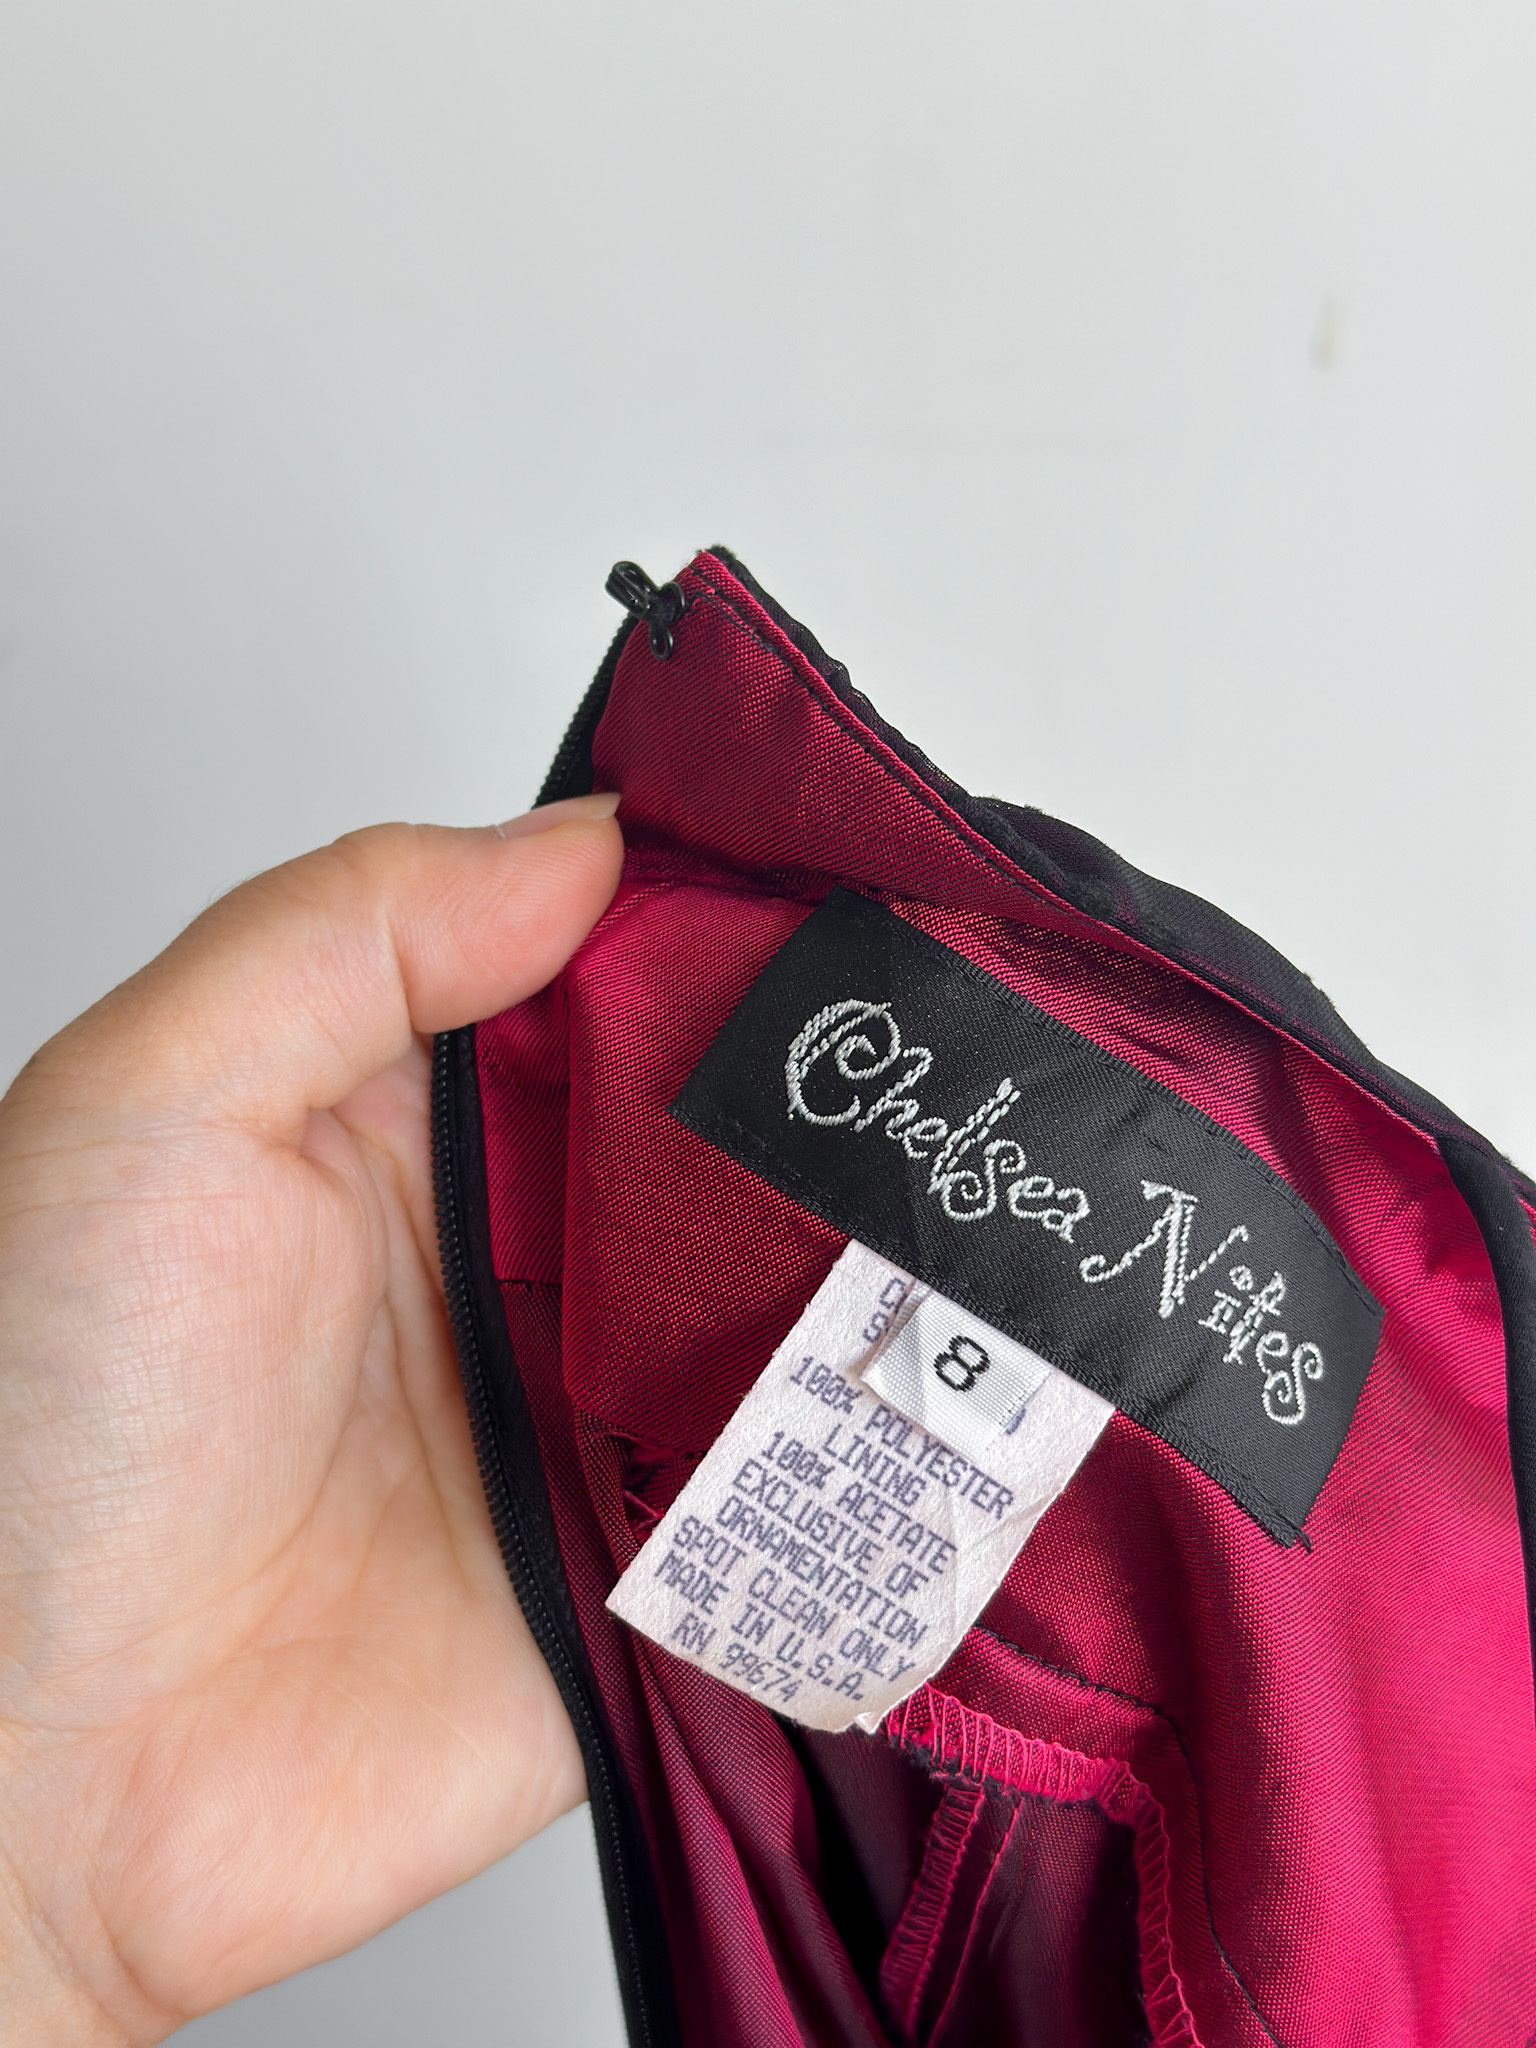 Chelsea Nites
8
100% POLYESTER
LINING
100% ACETATE
EXCLUSIVE OF
ORNAMENTATION
SPOT CLEAN ONLY
MADE IN U.S.A.
RN 99674